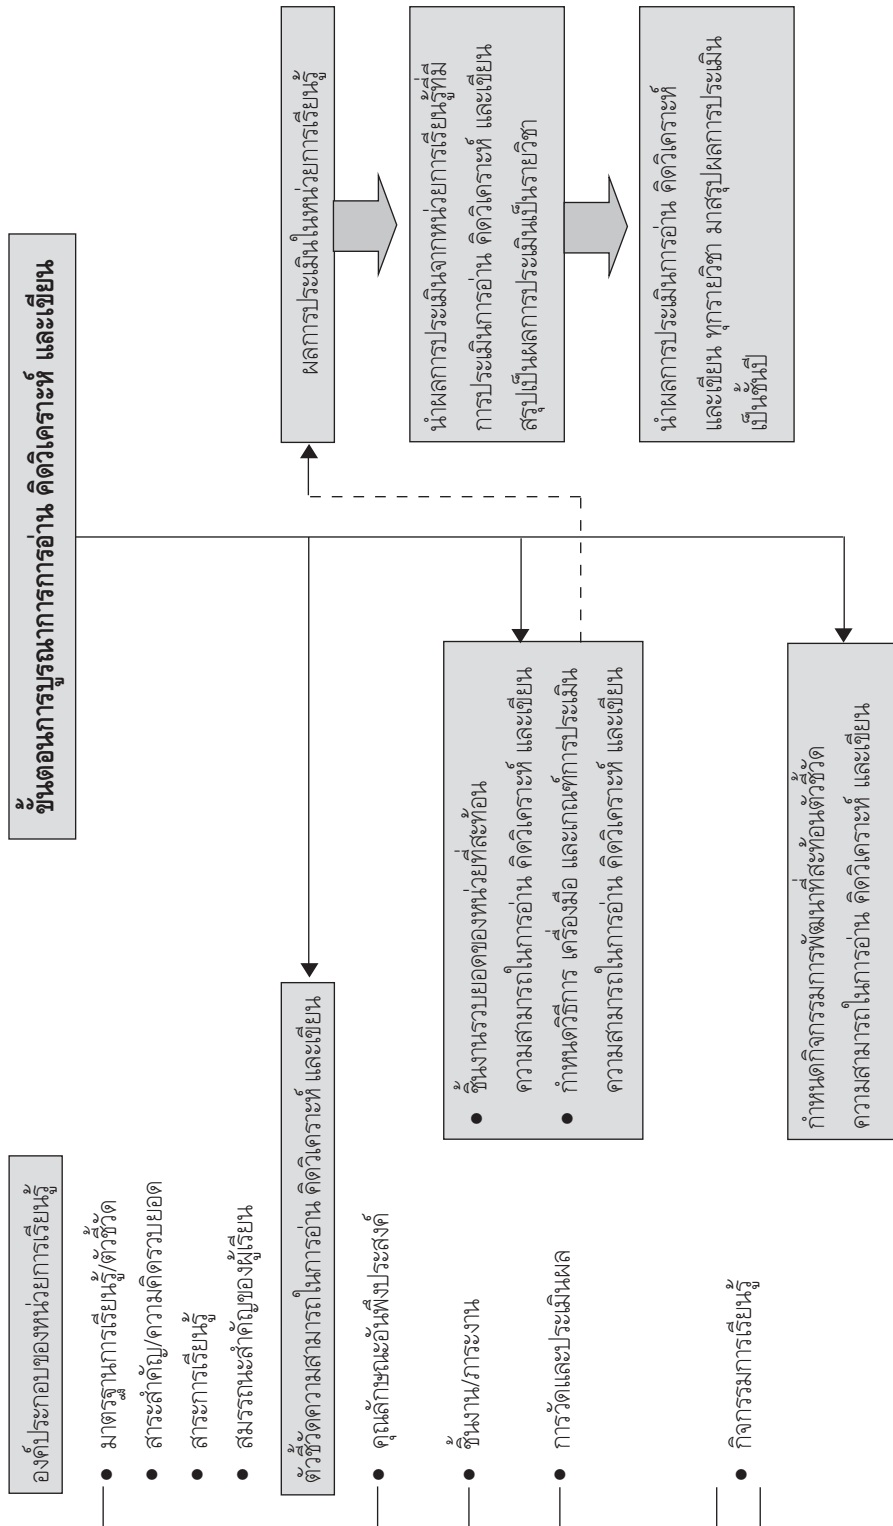 ขั้นตอนการบูรณาการการอ่าน คิดวิเคราะห์ และเขียน
องค์ประกอบของหน่วยการเรียนรู้
● มาตรฐานการเรียนรู้/ตัวชี้วัด
● สาระสำคัญ/ความคิดรวบยอด
● สาระการเรียนรู้
● สมรรถนะสำคัญของผู้เรียน
ตัวชี้วัดความสามารถในการอ่าน คิดวิเคราะห์ และเขียน
● คุณลักษณะอันพึงประสงค์
● ชิ้นงาน/ภาระงาน
● การวัดและประเมินผล
● กิจกรรมการเรียนรู้
● ชิ้นงานรวบยอดของหน่วยที่สะท้อน
ความสามารถในการอ่าน คิดวิเคราะห์ และเขียน
● กำหนดวิธีการ เครื่องมือ และเกณฑ์การประเมิน
ความสามารถในการอ่าน คิดวิเคราะห์ และเขียน
กำหนดกิจกรรมการพัฒนาที่สะท้อนตัวชี้วัด
ความสามารถในการอ่าน คิดวิเคราะห์ และเขียน
ผลการประเมินในหน่วยการเรียนรู้
นำผลการประเมินจากหน่วยการเรียนรู้ที่มี
การประเมินการอ่าน คิดวิเคราะห์ และเขียน
สรุปเป็นผลการประเมินเป็นรายวิชา
นำผลการประเมินการอ่าน คิดวิเคราะห์
และเขียน ทุกรายวิชา มาสรุปผลการประเมิน
เป็นชั้นปี